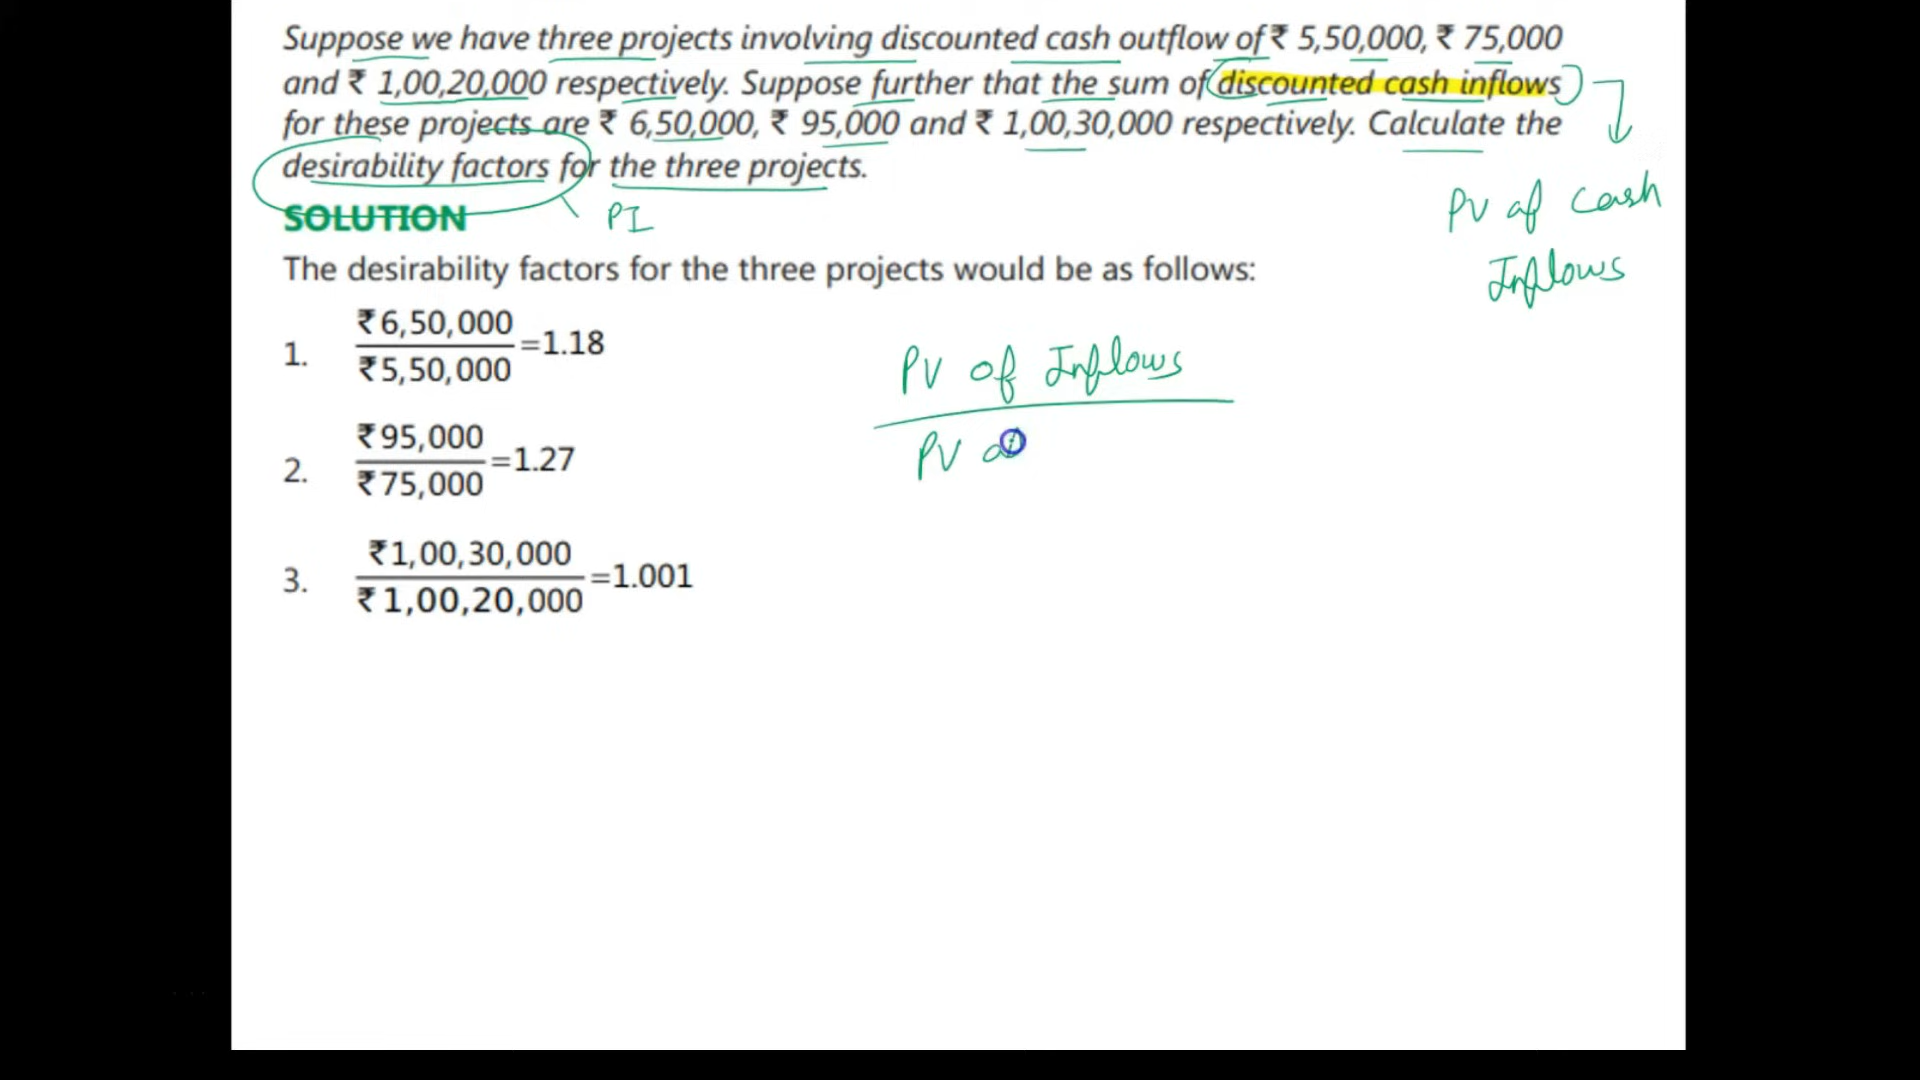 Suppose we have three projects involving discounted cash outflow of ₹ 5,50,000, ₹ 75,000
and ₹ 1,00,20,000 respectively. Suppose further that the sum of discounted cash inflows
for these projects are ₹ 6,50,000, ₹ 95,000 and ₹ 1,00,30,000 respectively. Calculate the
desirability factors for the three projects.
PV of Cash
Inflows
SOLUTION
PI
The desirability factors for the three projects would be as follows:
1.
₹6,50,000
₹5,50,000
=1.18
PV of Inflows
PV o
2.
₹95,000
₹75,000
=1.27
3.
₹1,00,30,000
₹1,00,20,000
=1.001